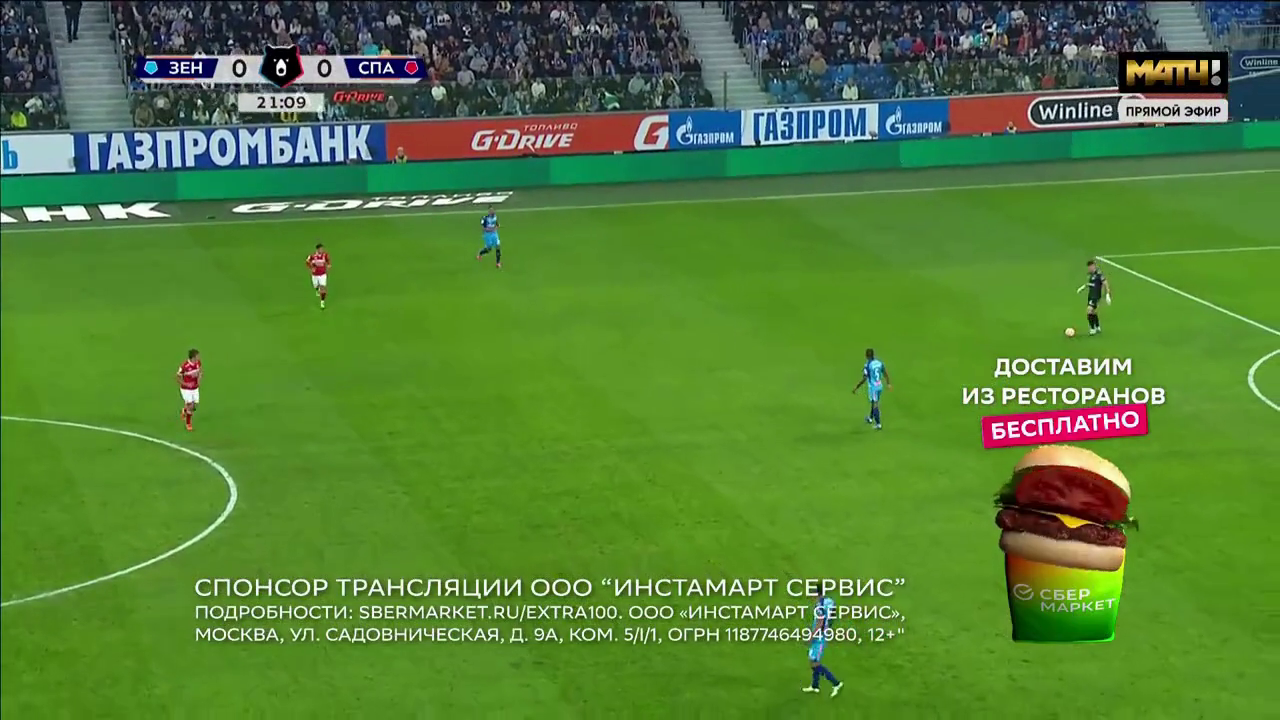 ЗЕН 0 0 СПА
21:09 G-DRIVE
МАТЧ!
ПРЯМОЙ ЭФИР
Winline
Ь ГАЗПРОМБАНК
ТОПЛИВО
G-DRIVE G
ГАЗПРОМ ГАЗПРОМ ГАЗПРОМ
Winline
АНК
G-DRIVE
5
ДОСТАВИМ
ИЗ РЕСТОРАНОВ
БЕСПЛАТНО
СБЕР
МАРКЕТ
СПОНСОР ТРАНСЛЯЦИИ ООО “ИНСТАМАРТ СЕРВИС”
ПОДРОБНОСТИ: SBERMARKET.RU/EXTRA100. ООО «ИНСТАМАРТ СЕРВИС»,
МОСКВА, УЛ. САДОВНИЧЕСКАЯ, Д. 9А, КОМ. 5/I/1, ОГРН 1187746494980, 12+"